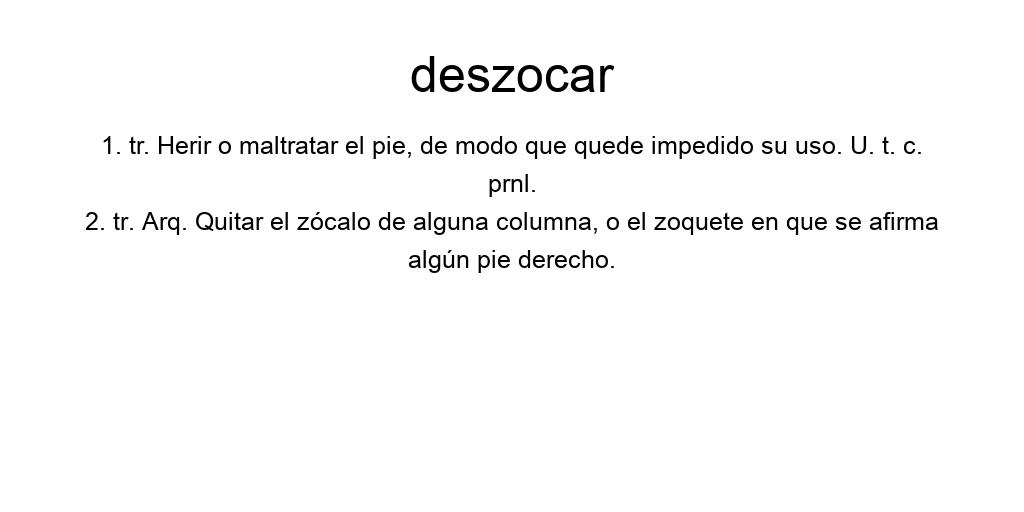 deszocar
1. tr. Herir o maltratar el pie, de modo que quede impedido su uso. U. t. c.
prnl.
2. tr. Arq. Quitar el zócalo de alguna columna, o el zoquete en que se afirma
algún pie derecho.